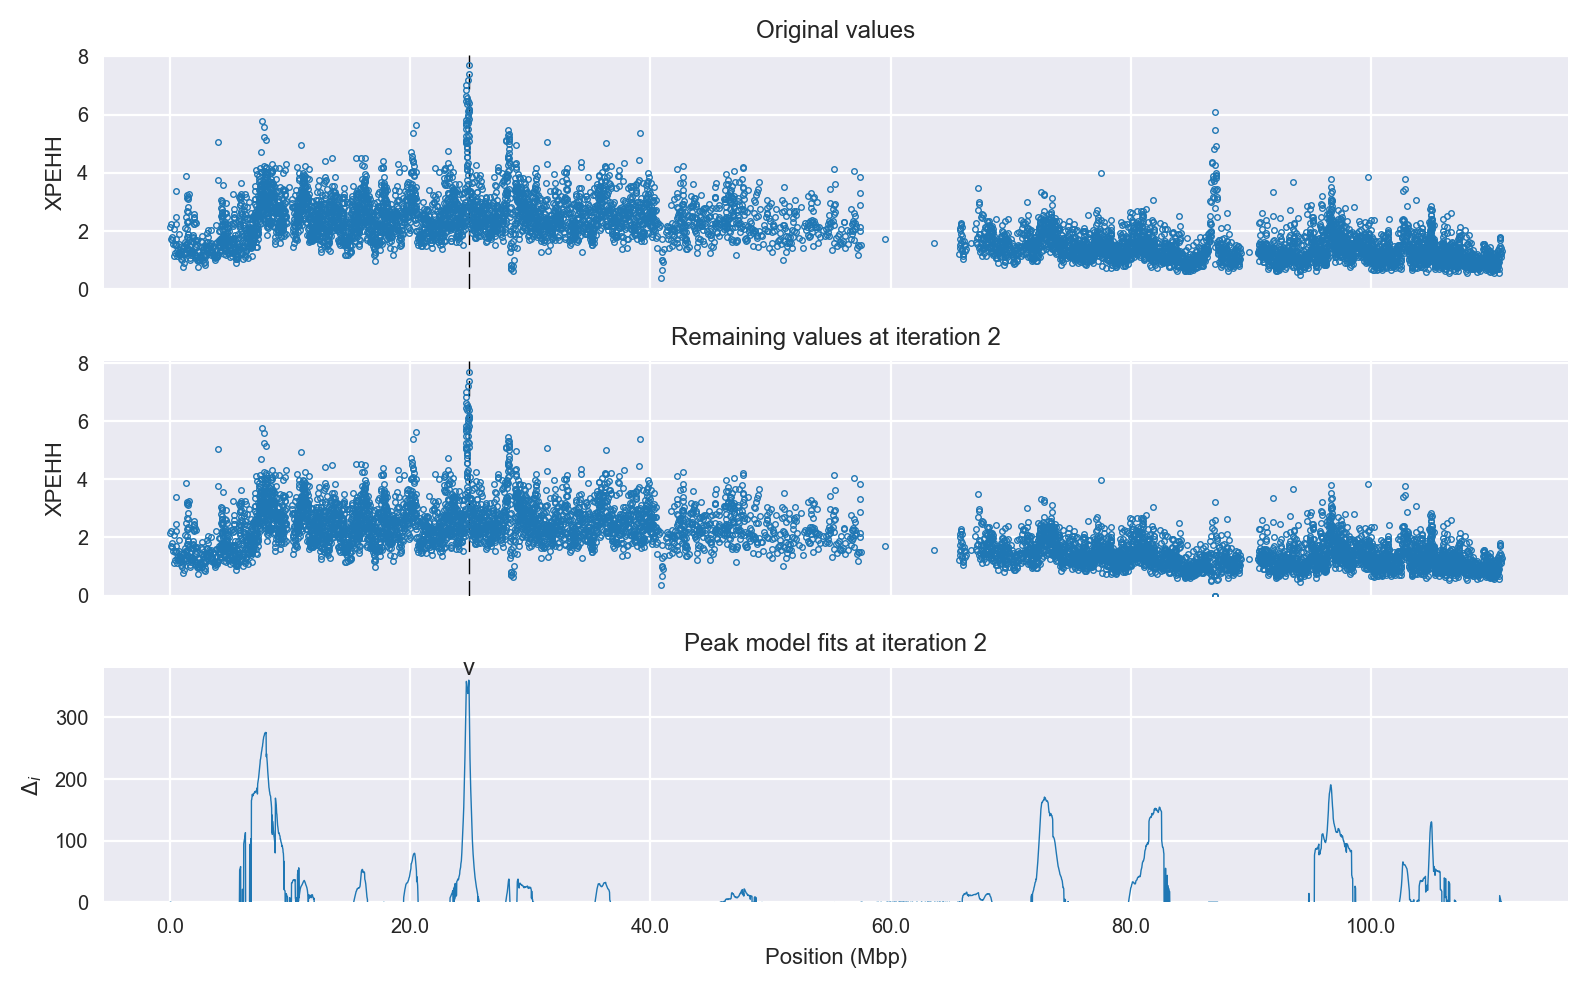 Original values
8
6
4
2
0
XPEHH
Remaining values at iteration 2
8
6
4
2
0
XPEHH
Peak model fits at iteration 2
v
300
200
100
0
Δi
0.0 20.0 40.0 60.0 80.0 100.0
Position (Mbp)